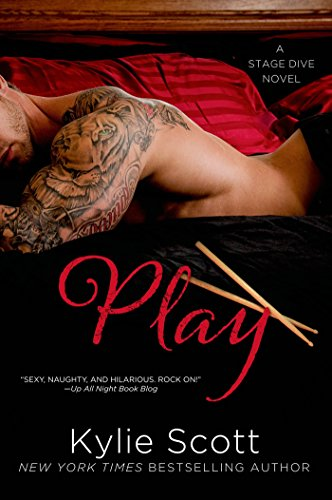 A
STAGE DIVE
NOVEL
Play
"SEXY, NAUGHTY, AND HILARIOUS. ROCK ON!"
—Up All Night Book Blog
Kylie Scott
NEW YORK TIMES BESTSELLING AUTHOR